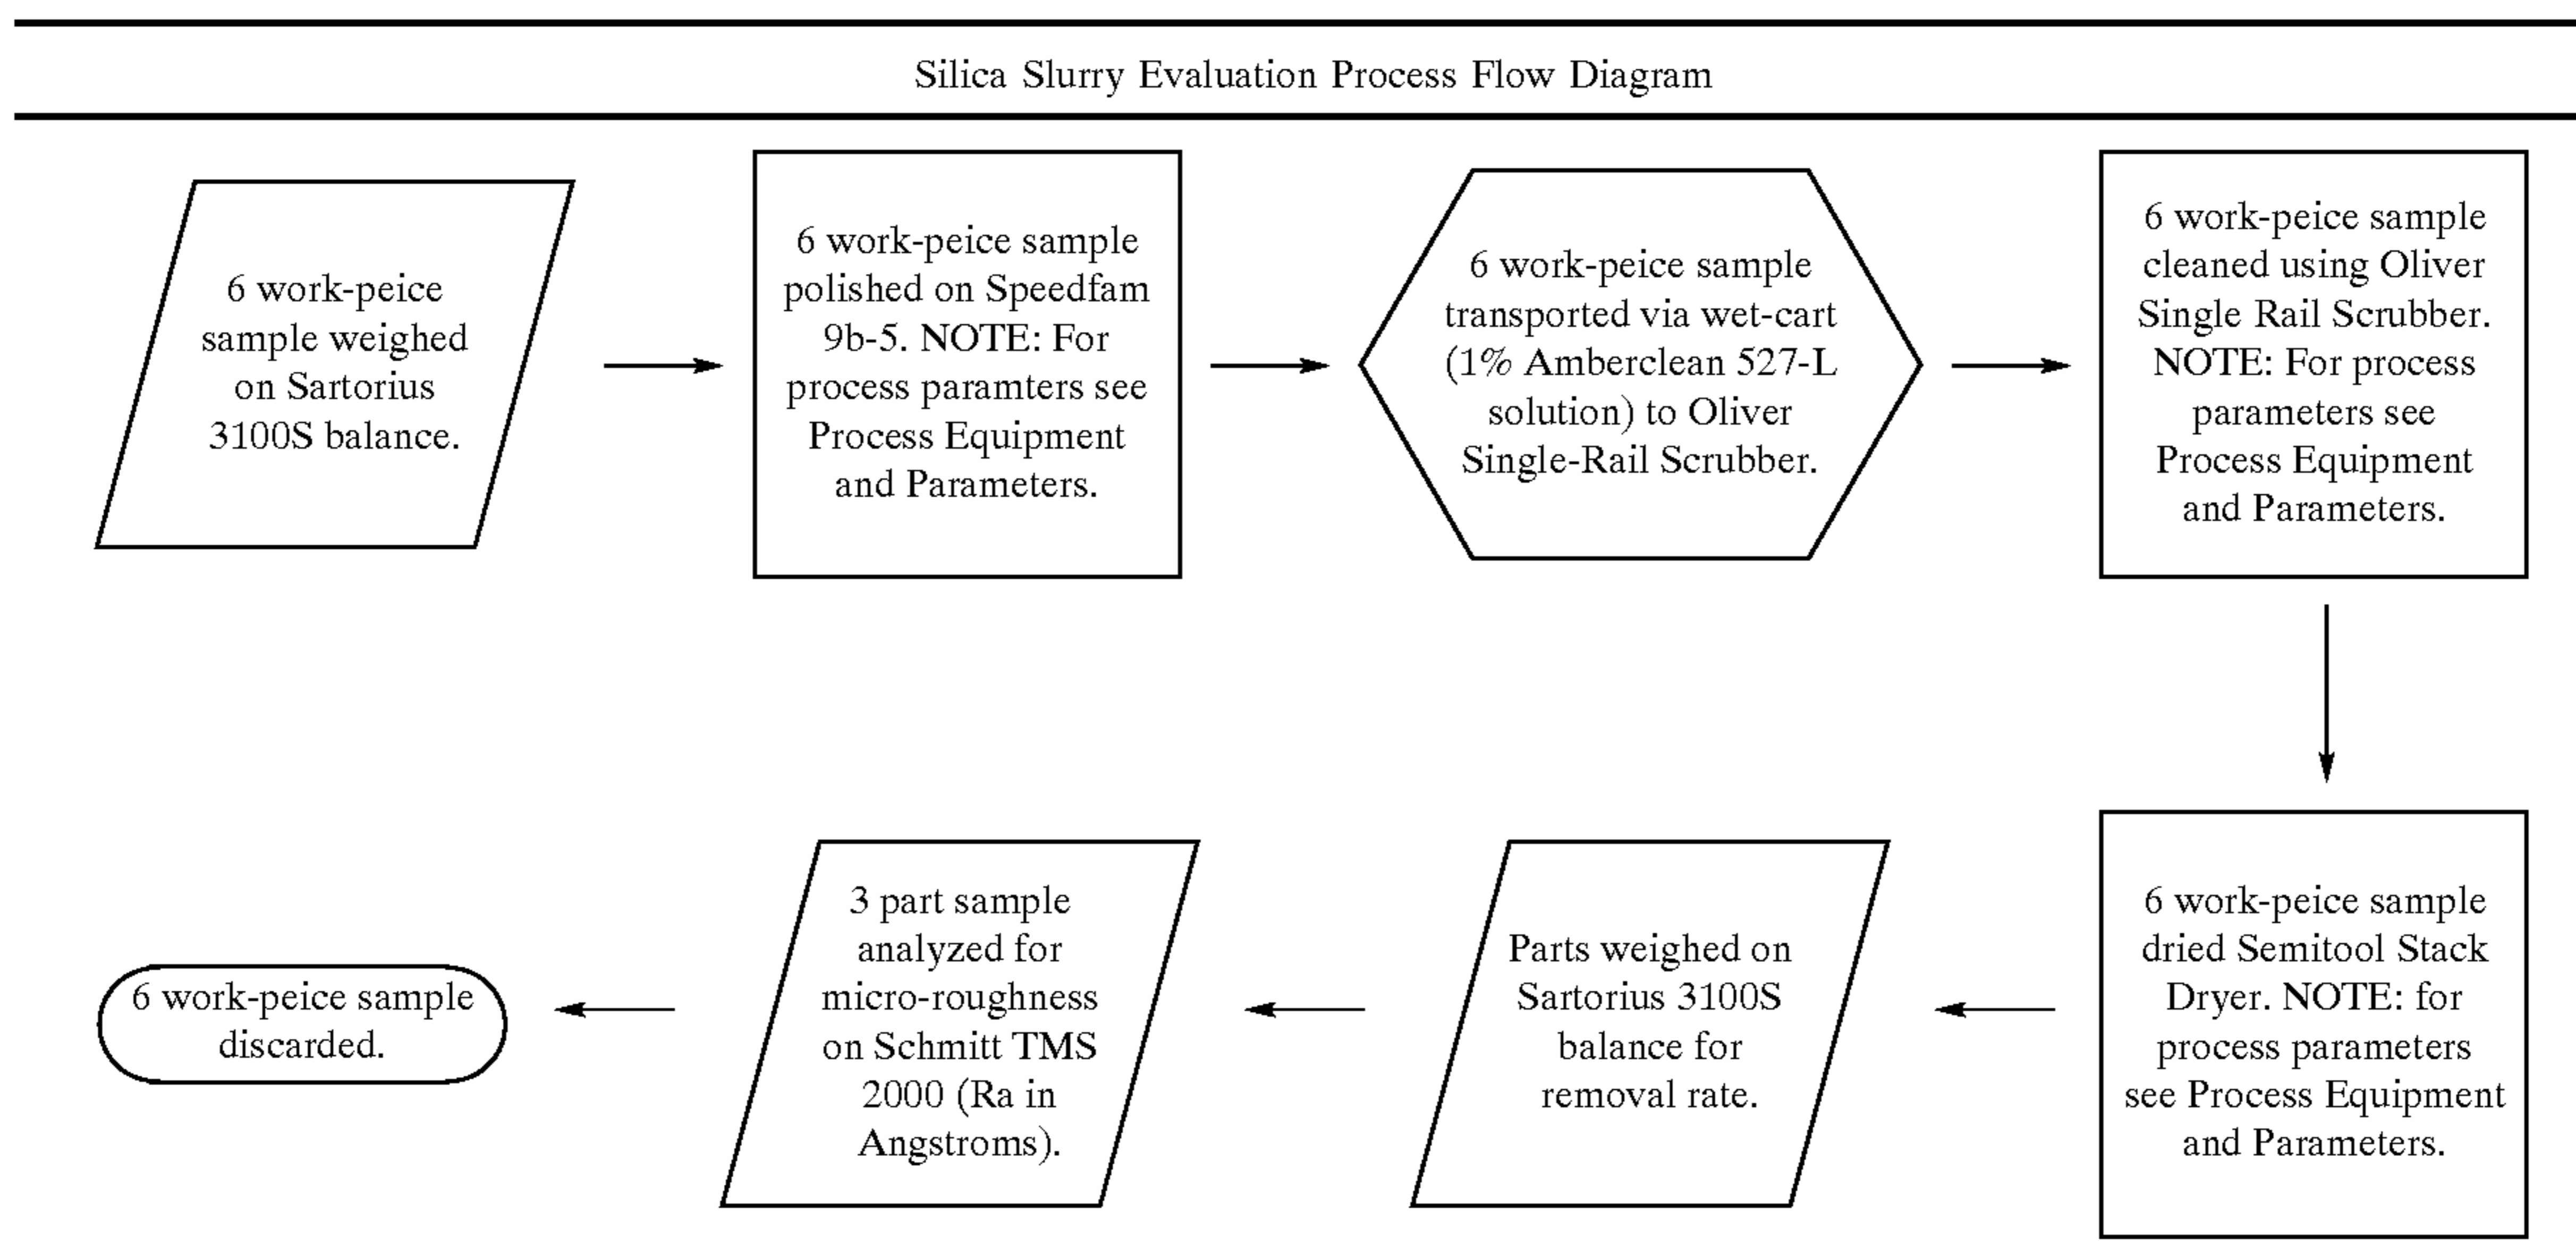 Silica Slurry Evaluation Process Flow Diagram
6 work-peice
sample weighed
on Sartorius
3100S balance.
6 work-peice sample
polished on Speedfam
9b-5. NOTE: For
process paramters see
Process Equipment
and Parameters.
6 work-peice sample
transported via wet-cart
(1% Amberclean 527-L
solution) to Oliver
Single-Rail Scrubber.
6 work-peice sample
cleaned using Oliver
Single Rail Scrubber.
NOTE: For process
parameters see
Process Equipment
and Parameters.
6 work-peice sample
dried Semitool Stack
Dryer. NOTE: for
process parameters
see Process Equipment
and Parameters.
Parts weighed on
Sartorius 3100S
balance for
removal rate.
3 part sample
analyzed for
micro-roughness
on Schmitt TMS
2000 (Ra in
Angstroms).
6 work-peice sample
discarded.